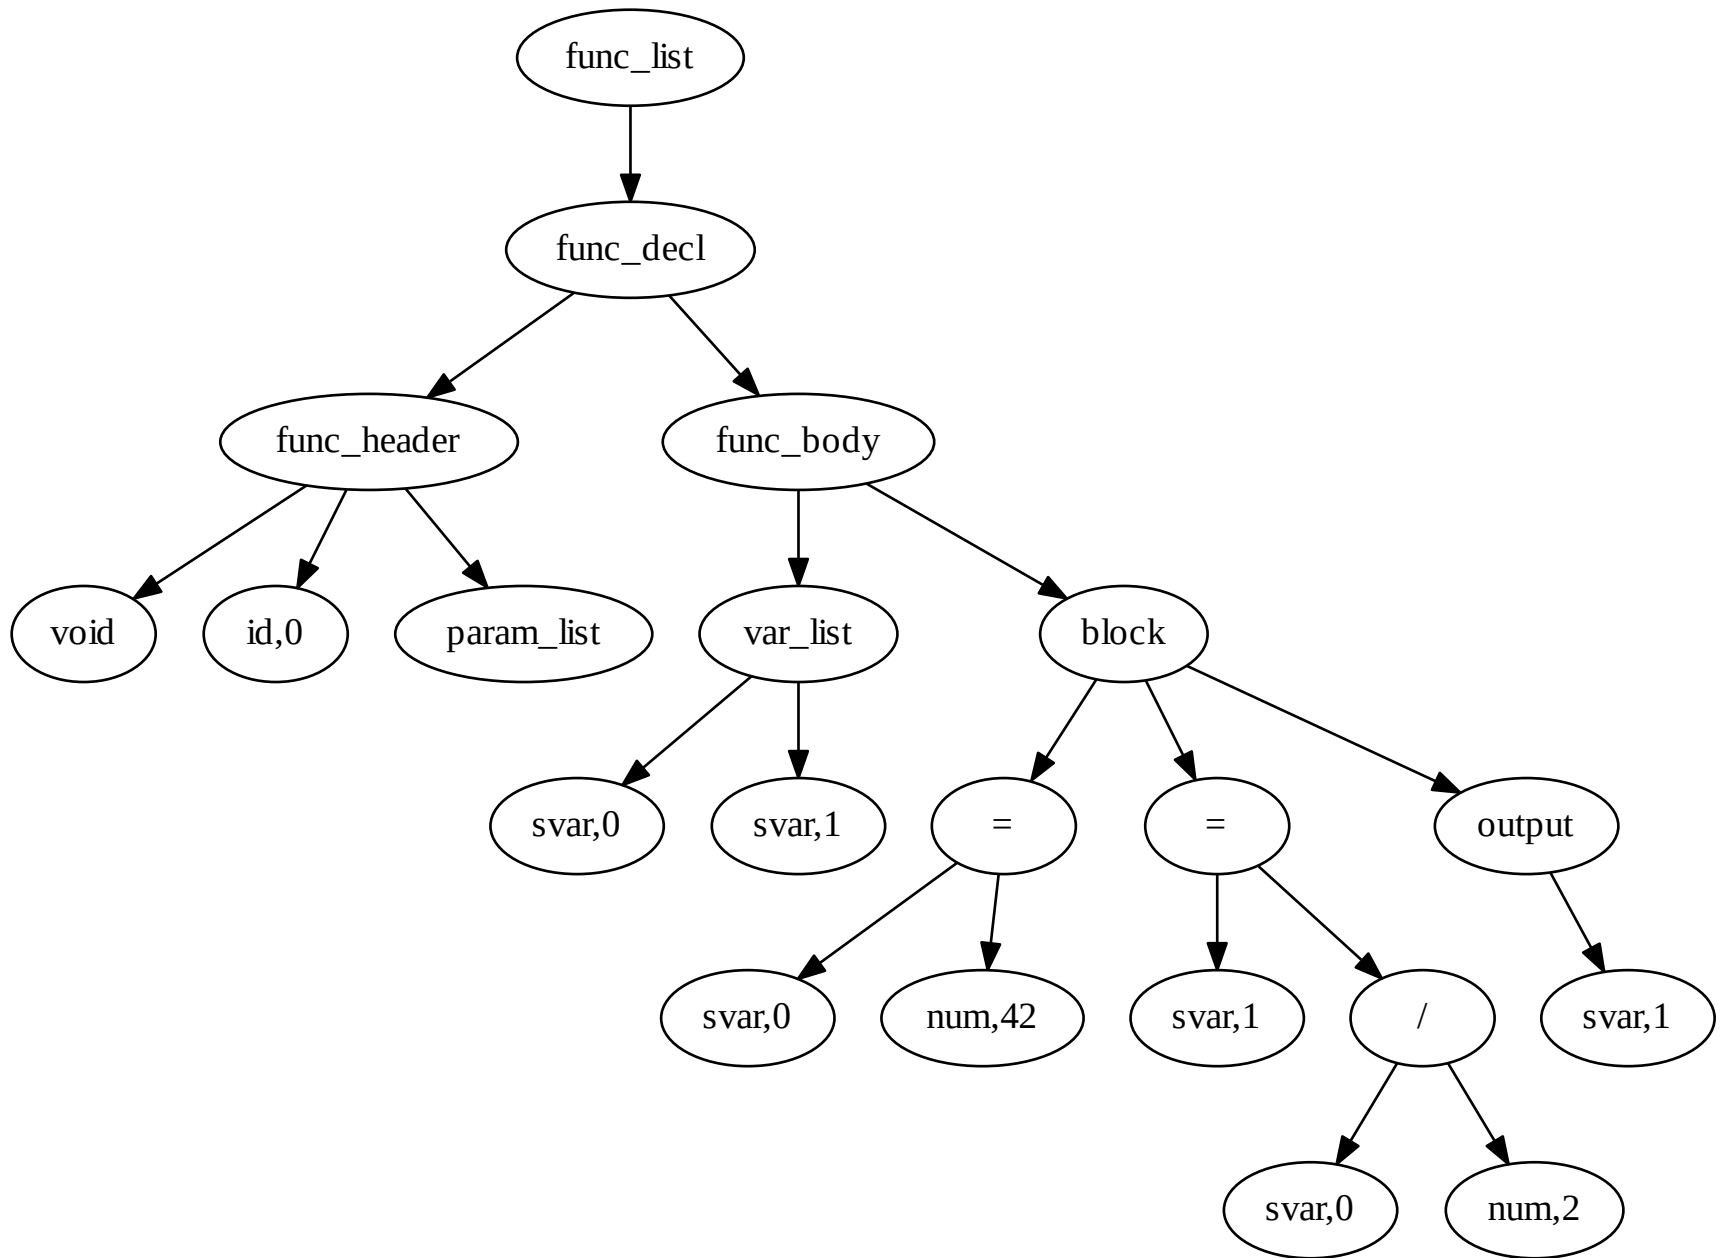 func_list
func_decl
func_header
func_body
void
id,0
param_list
var_list
block
svar,0
svar,1
=
=
output
svar,0
num,42
svar,1
/
svar,1
svar,0
num,2